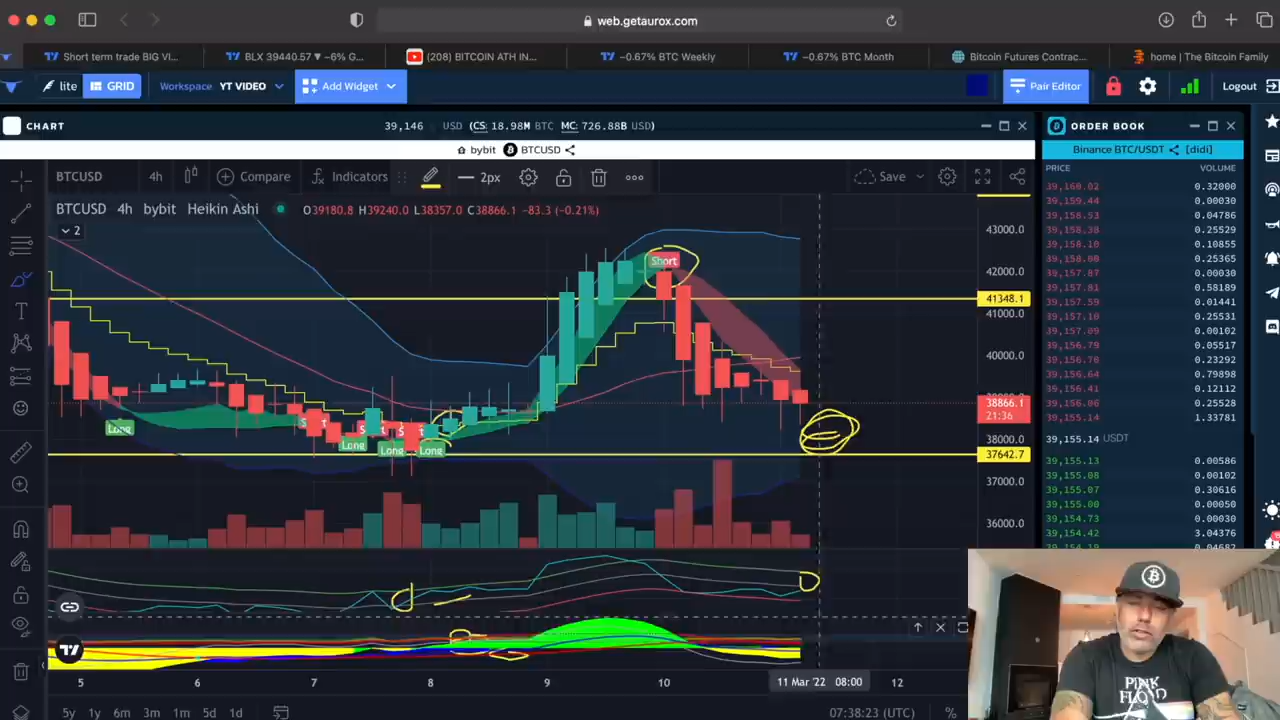 web.getaurox.com
Short term trade BIG VI...
BLX 39440.57 ▼ −6% G...
(208) BITCOIN ATH IN...
−0.67% BTC Weekly
−0.67% BTC Month
Bitcoin Futures Contrac...
home | The Bitcoin Family
lite GRID Workspace YT VIDEO Add Widget Pair Editor Logout
CHART 39,146 USD (CS: 18.98M BTC MC: 726.88B USD)
ORDER BOOK
bybit BTCUSD
Binance BTC/USDT [didi]
BTCUSD 4h Compare Indicators 2px Save
PRICE VOLUME
BTCUSD 4h bybit Heikin Ashi O39180.8 H39240.0 L38357.0 C38866.1 −83.3 (−0.21%)
2
43000.0
42000.0
41348.1
41000.0
40000.0
38866.1
21:36
38000.0
37642.7
37000.0
36000.0
Short
Long
Long
Long
Long
39,160.02 0.32000
39,159.44 0.00030
39,158.53 0.04786
39,158.38 0.25529
39,158.10 0.10855
39,158.00 0.25365
39,157.87 0.00030
39,157.81 0.58189
39,157.59 0.01441
39,157.10 0.25531
39,157.09 0.00102
39,156.79 0.05517
39,156.70 0.23292
39,156.64 0.79898
39,156.41 0.12112
39,156.06 0.25528
39,155.14 1.33781
39,155.14 USDT
39,155.13 0.00586
39,155.08 0.00102
39,155.07 0.30616
39,155.00 0.00050
39,154.73 0.00030
39,154.42 3.04376
5 6 7 8 9 10 11 Mar '22 08:00 12
5y 1y 6m 3m 1m 5d 1d 07:38:23 (UTC) %
PINK
FLOYD